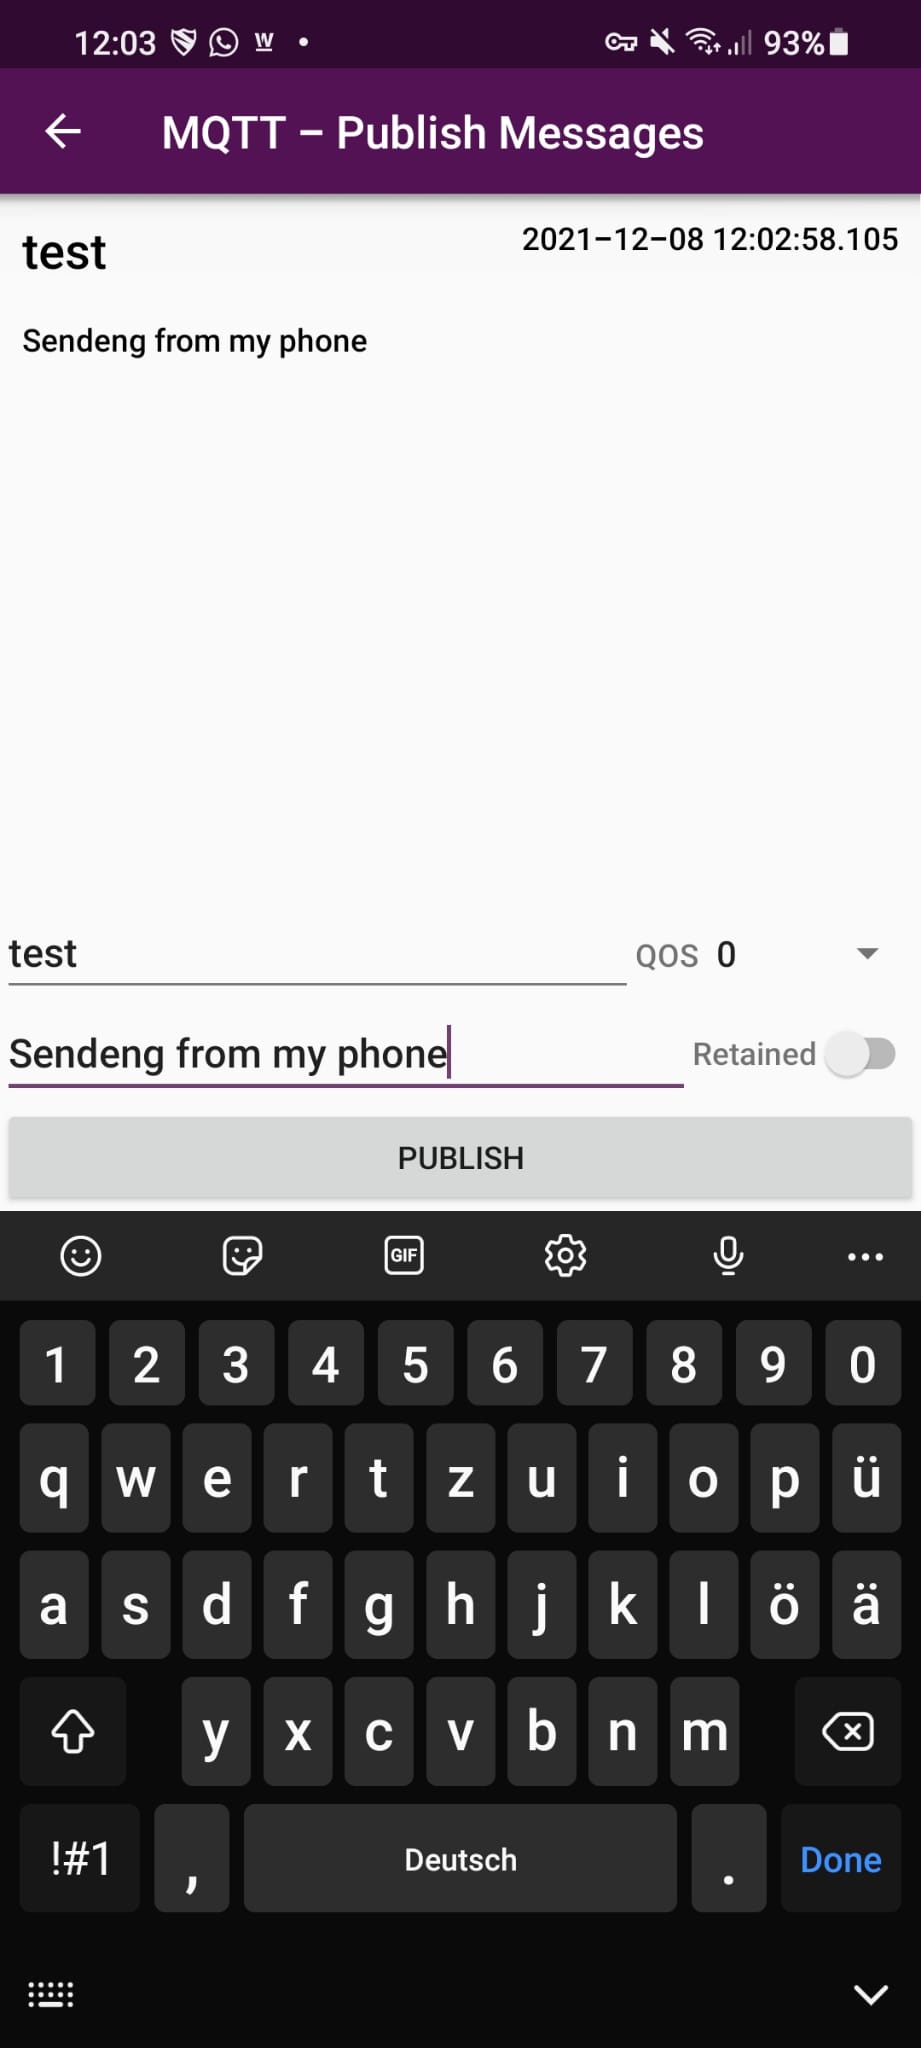 12:03 W 93%
MQTT – Publish Messages
test 2021-12-08 12:02:58.105
Sendeng from my phone
test QOS 0
Sendeng from my phone Retained
PUBLISH
GIF
1 2 3 4 5 6 7 8 9 0
q w e r t z u i o p ü
a s d f g h j k l ö ä
y x c v b n m
!#1 , Deutsch . Done